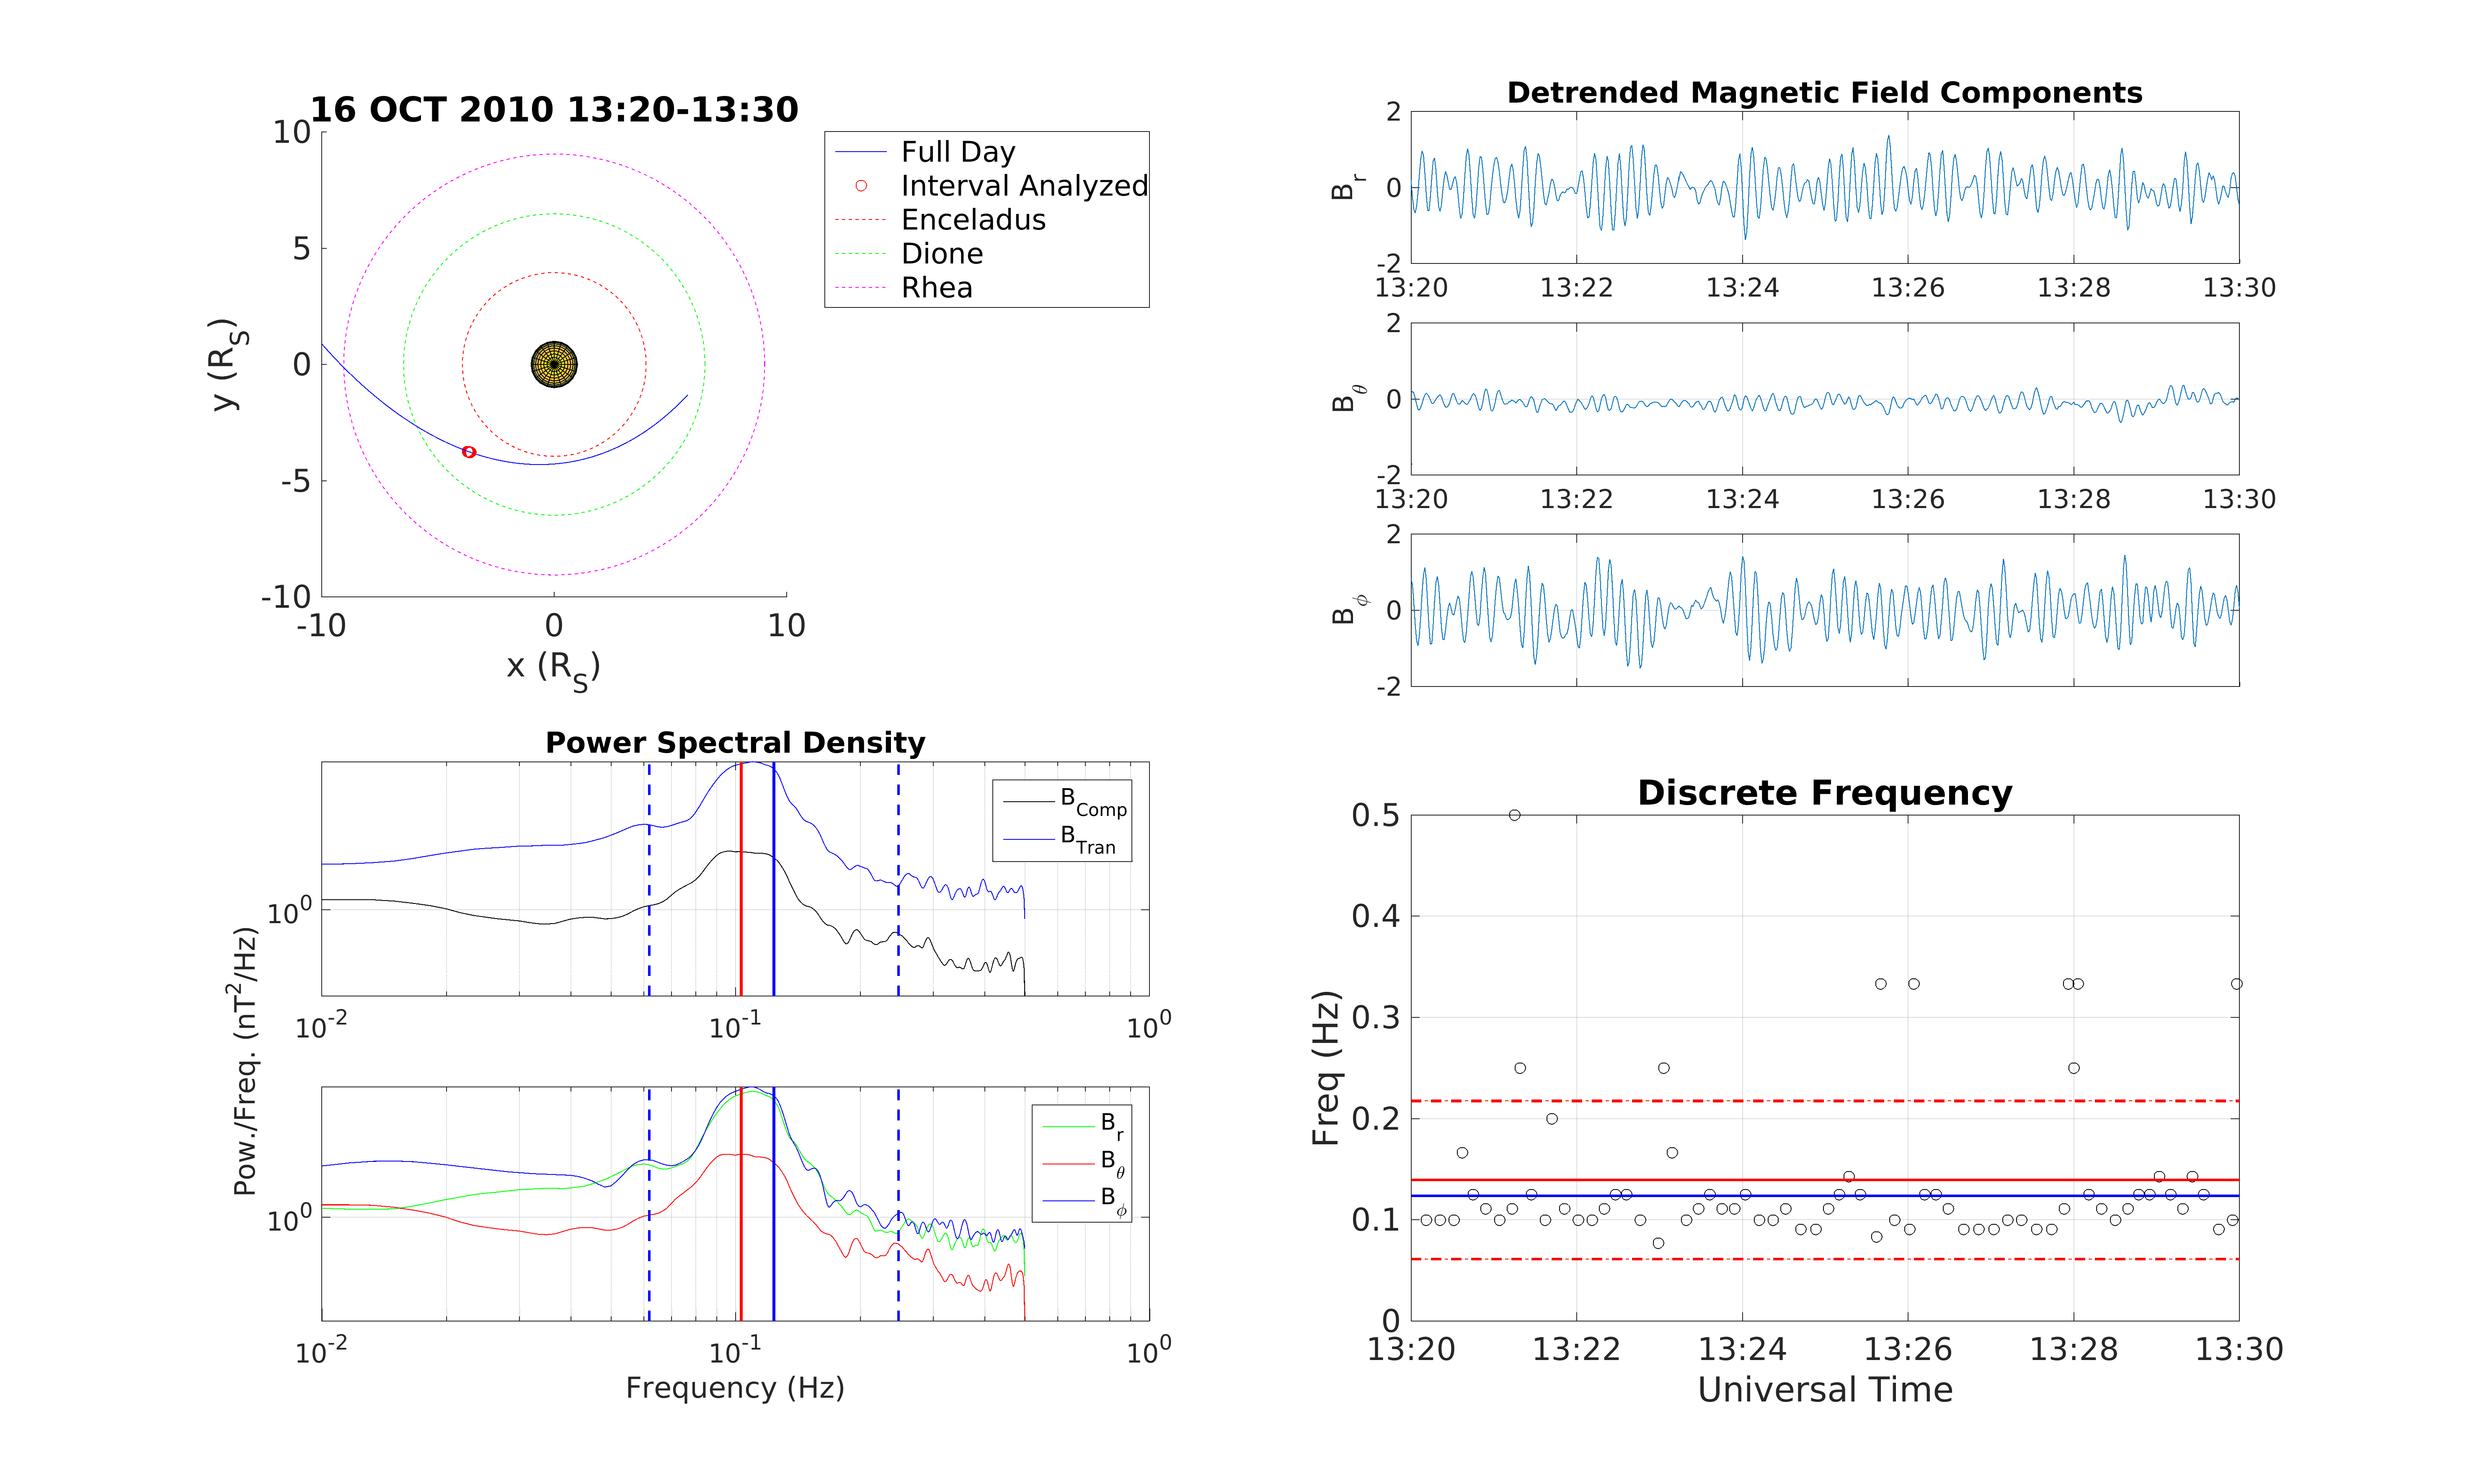 16 OCT 2010 13:20-13:30
10
5
0
-5
-10
-10 0 10
y (R_S)
x (R_S)
Full Day
Interval Analyzed
Enceladus
Dione
Rhea
Detrended Magnetic Field Components
2
0
-2
B_r
13:20 13:22 13:24 13:26 13:28 13:30
2
0
-2
B_θ
13:20 13:22 13:24 13:26 13:28 13:30
2
0
-2
B_ϕ
Power Spectral Density
B_Comp
B_Tran
10^0
10^-2 10^-1 10^0
Pow./Freq. (nT^2/Hz)
B_r
B_θ
B_ϕ
10^0
10^-2 10^-1 10^0
Frequency (Hz)
Discrete Frequency
0.5
0.4
0.3
0.2
0.1
0
Freq (Hz)
13:20 13:22 13:24 13:26 13:28 13:30
Universal Time